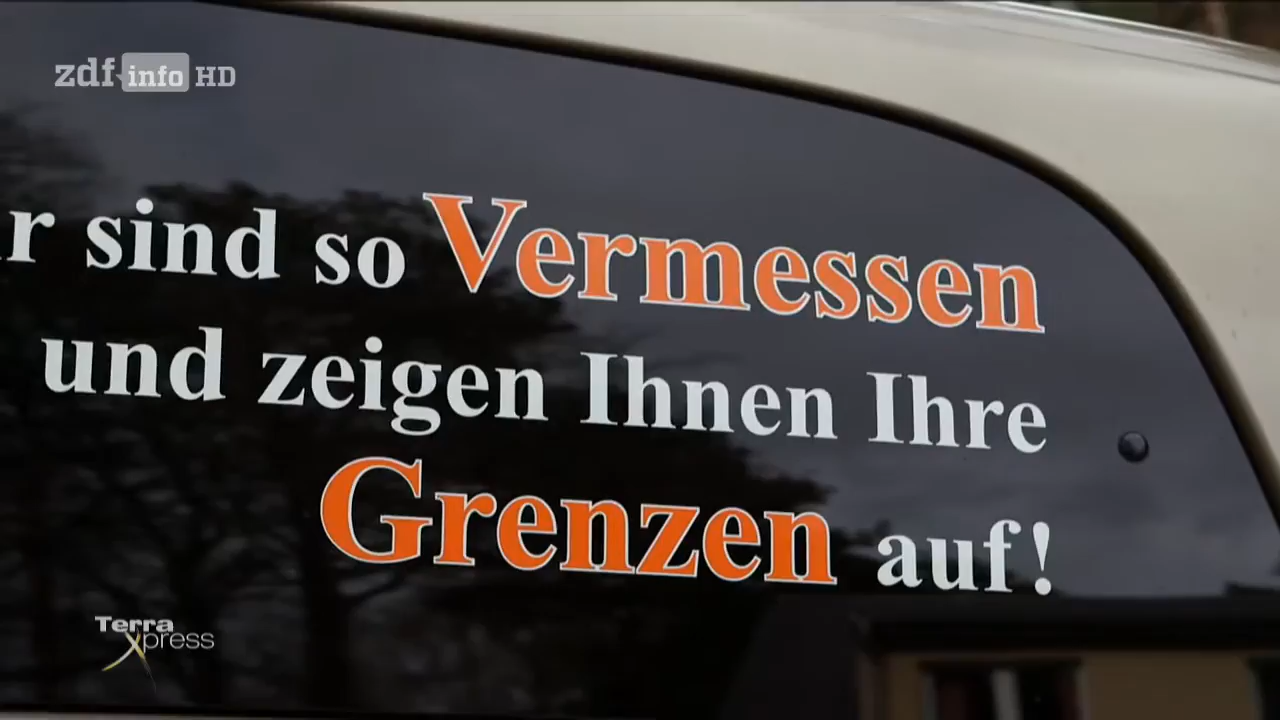 zdf info HD
r sind so Vermessen
und zeigen Ihnen Ihre
Grenzen auf!
Terra
Xpress